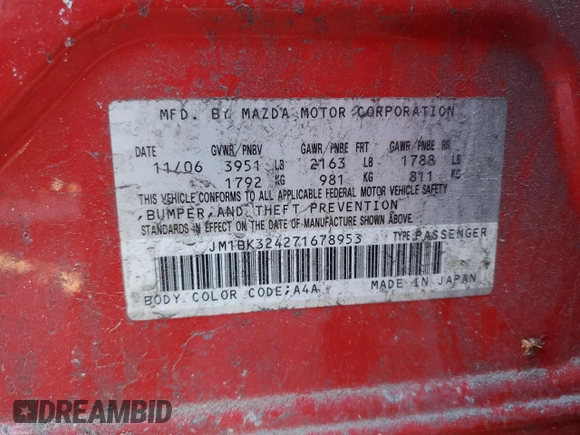 MFD. BY MAZDA MOTOR CORPORATION
GVWR/PNBV GAWR/PNBE FRT GAWR/PNBE RR
11/06 3951 LB 2163 LB 1788 LB
1792 KG 981 KG 811 KG
THIS VEHICLE CONFORMS TO ALL APPLICABLE FEDERAL MOTOR VEHICLE SAFETY
,BUMPER,AND THEFT PREVENTION
STANDARDS IN EFFECT ON THE DATE OF MANUFACTURE SHOWN ABOVE.
JM1BK324271678953 TYPE:PASSENGER
BODY COLOR CODE;A4A MADE IN JAPAN
DREAMBID